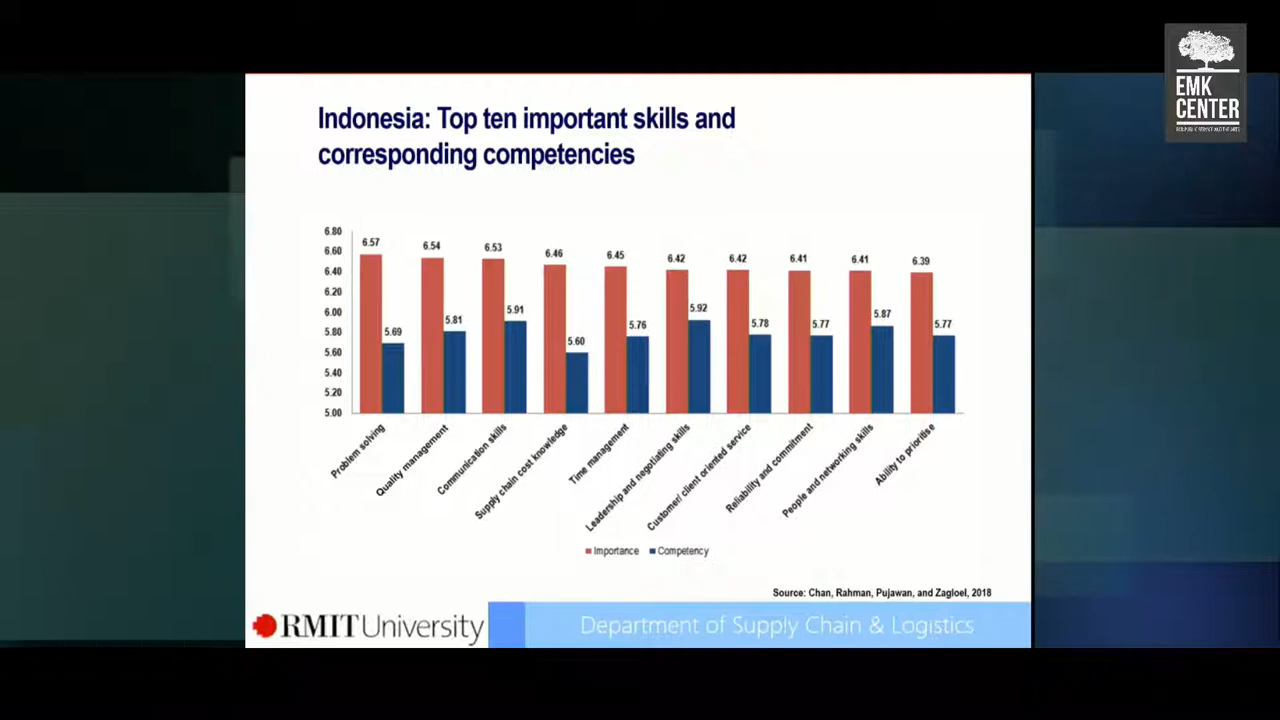 EMK
CENTER
Indonesia: Top ten important skills and
corresponding competencies
6.80
6.60
6.40
6.20
6.00
5.80
5.60
5.40
5.20
5.00
6.57
5.69
6.54
5.81
6.53
5.91
6.46
5.60
6.45
5.76
6.42
5.92
6.42
5.78
6.41
5.77
6.41
5.87
6.39
5.77
Problem solving
Quality management
Communication skills
Supply chain cost knowledge
Time management
Leadership and negotiating skills
Customer/ client oriented service
Reliability and commitment
People and networking skills
Ability to prioritise
Importance
Competency
Source: Chan, Rahman, Pujawan, and Zagloel, 2018
RMIT University
Department of Supply Chain & Logistics